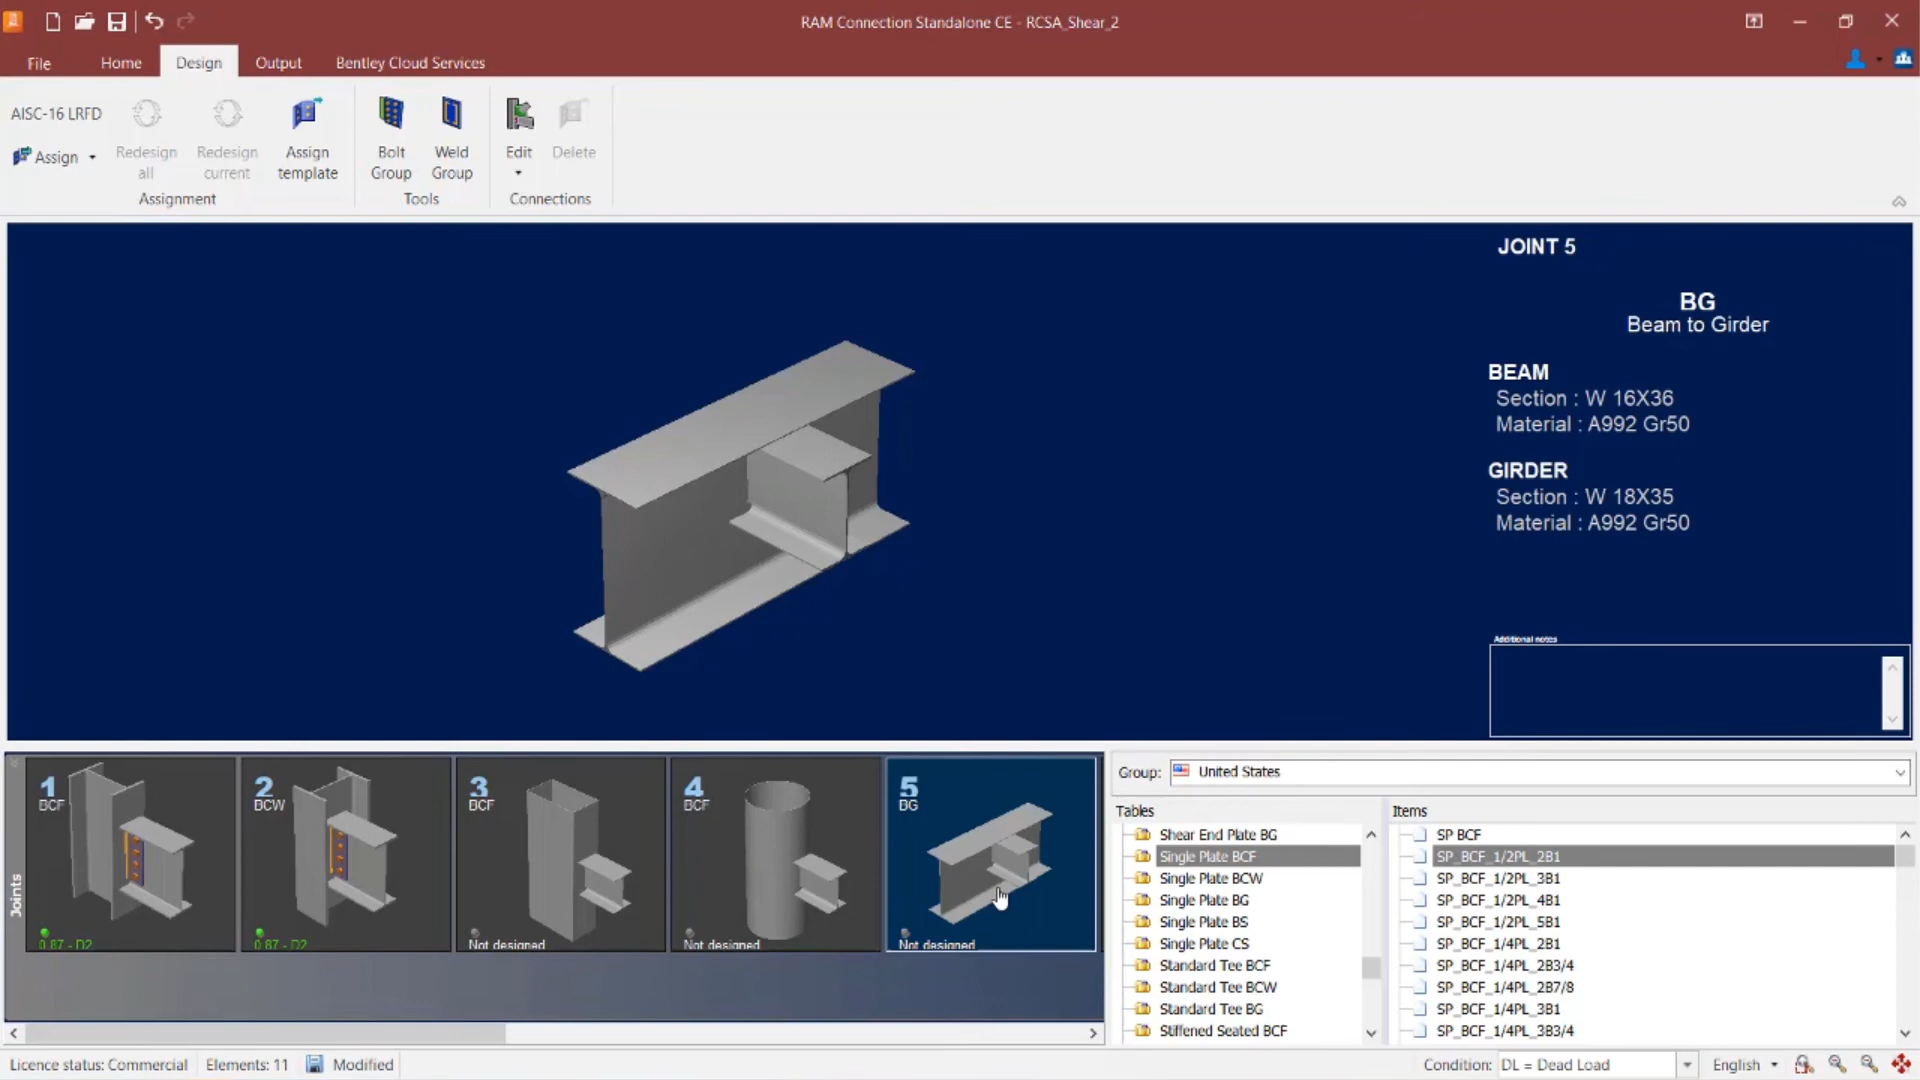 RAM Connection Standalone CE - RCSA_Shear_2
File
Home
Design
Output
Bentley Cloud Services
AISC-16 LRFD
Assign
Redesign
all
Redesign
current
Assign
template
Bolt
Group
Weld
Group
Edit
Delete
Assignment
Tools
Connections
JOINT 5
BG
Beam to Girder
BEAM
Section : W 16X36
Material : A992 Gr50
GIRDER
Section : W 18X35
Material : A992 Gr50
Additional notes
Joints
1
BCF
0.87 - D2
2
BCW
0.87 - D2
3
BCF
Not designed
4
BCF
Not designed
5
BG
Not designed
Group:
United States
Tables
Shear End Plate BG
Single Plate BCF
Single Plate BCW
Single Plate BG
Single Plate BS
Single Plate CS
Standard Tee BCF
Standard Tee BCW
Standard Tee BG
Stiffened Seated BCF
Items
SP BCF
SP_BCF_1/2PL_2B1
SP_BCF_1/2PL_3B1
SP_BCF_1/2PL_4B1
SP_BCF_1/2PL_5B1
SP_BCF_1/4PL_2B1
SP_BCF_1/4PL_2B3/4
SP_BCF_1/4PL_2B7/8
SP_BCF_1/4PL_3B1
SP_BCF_1/4PL_3B3/4
Licence status: Commercial
Elements: 11
Modified
Condition:
DL = Dead Load
English